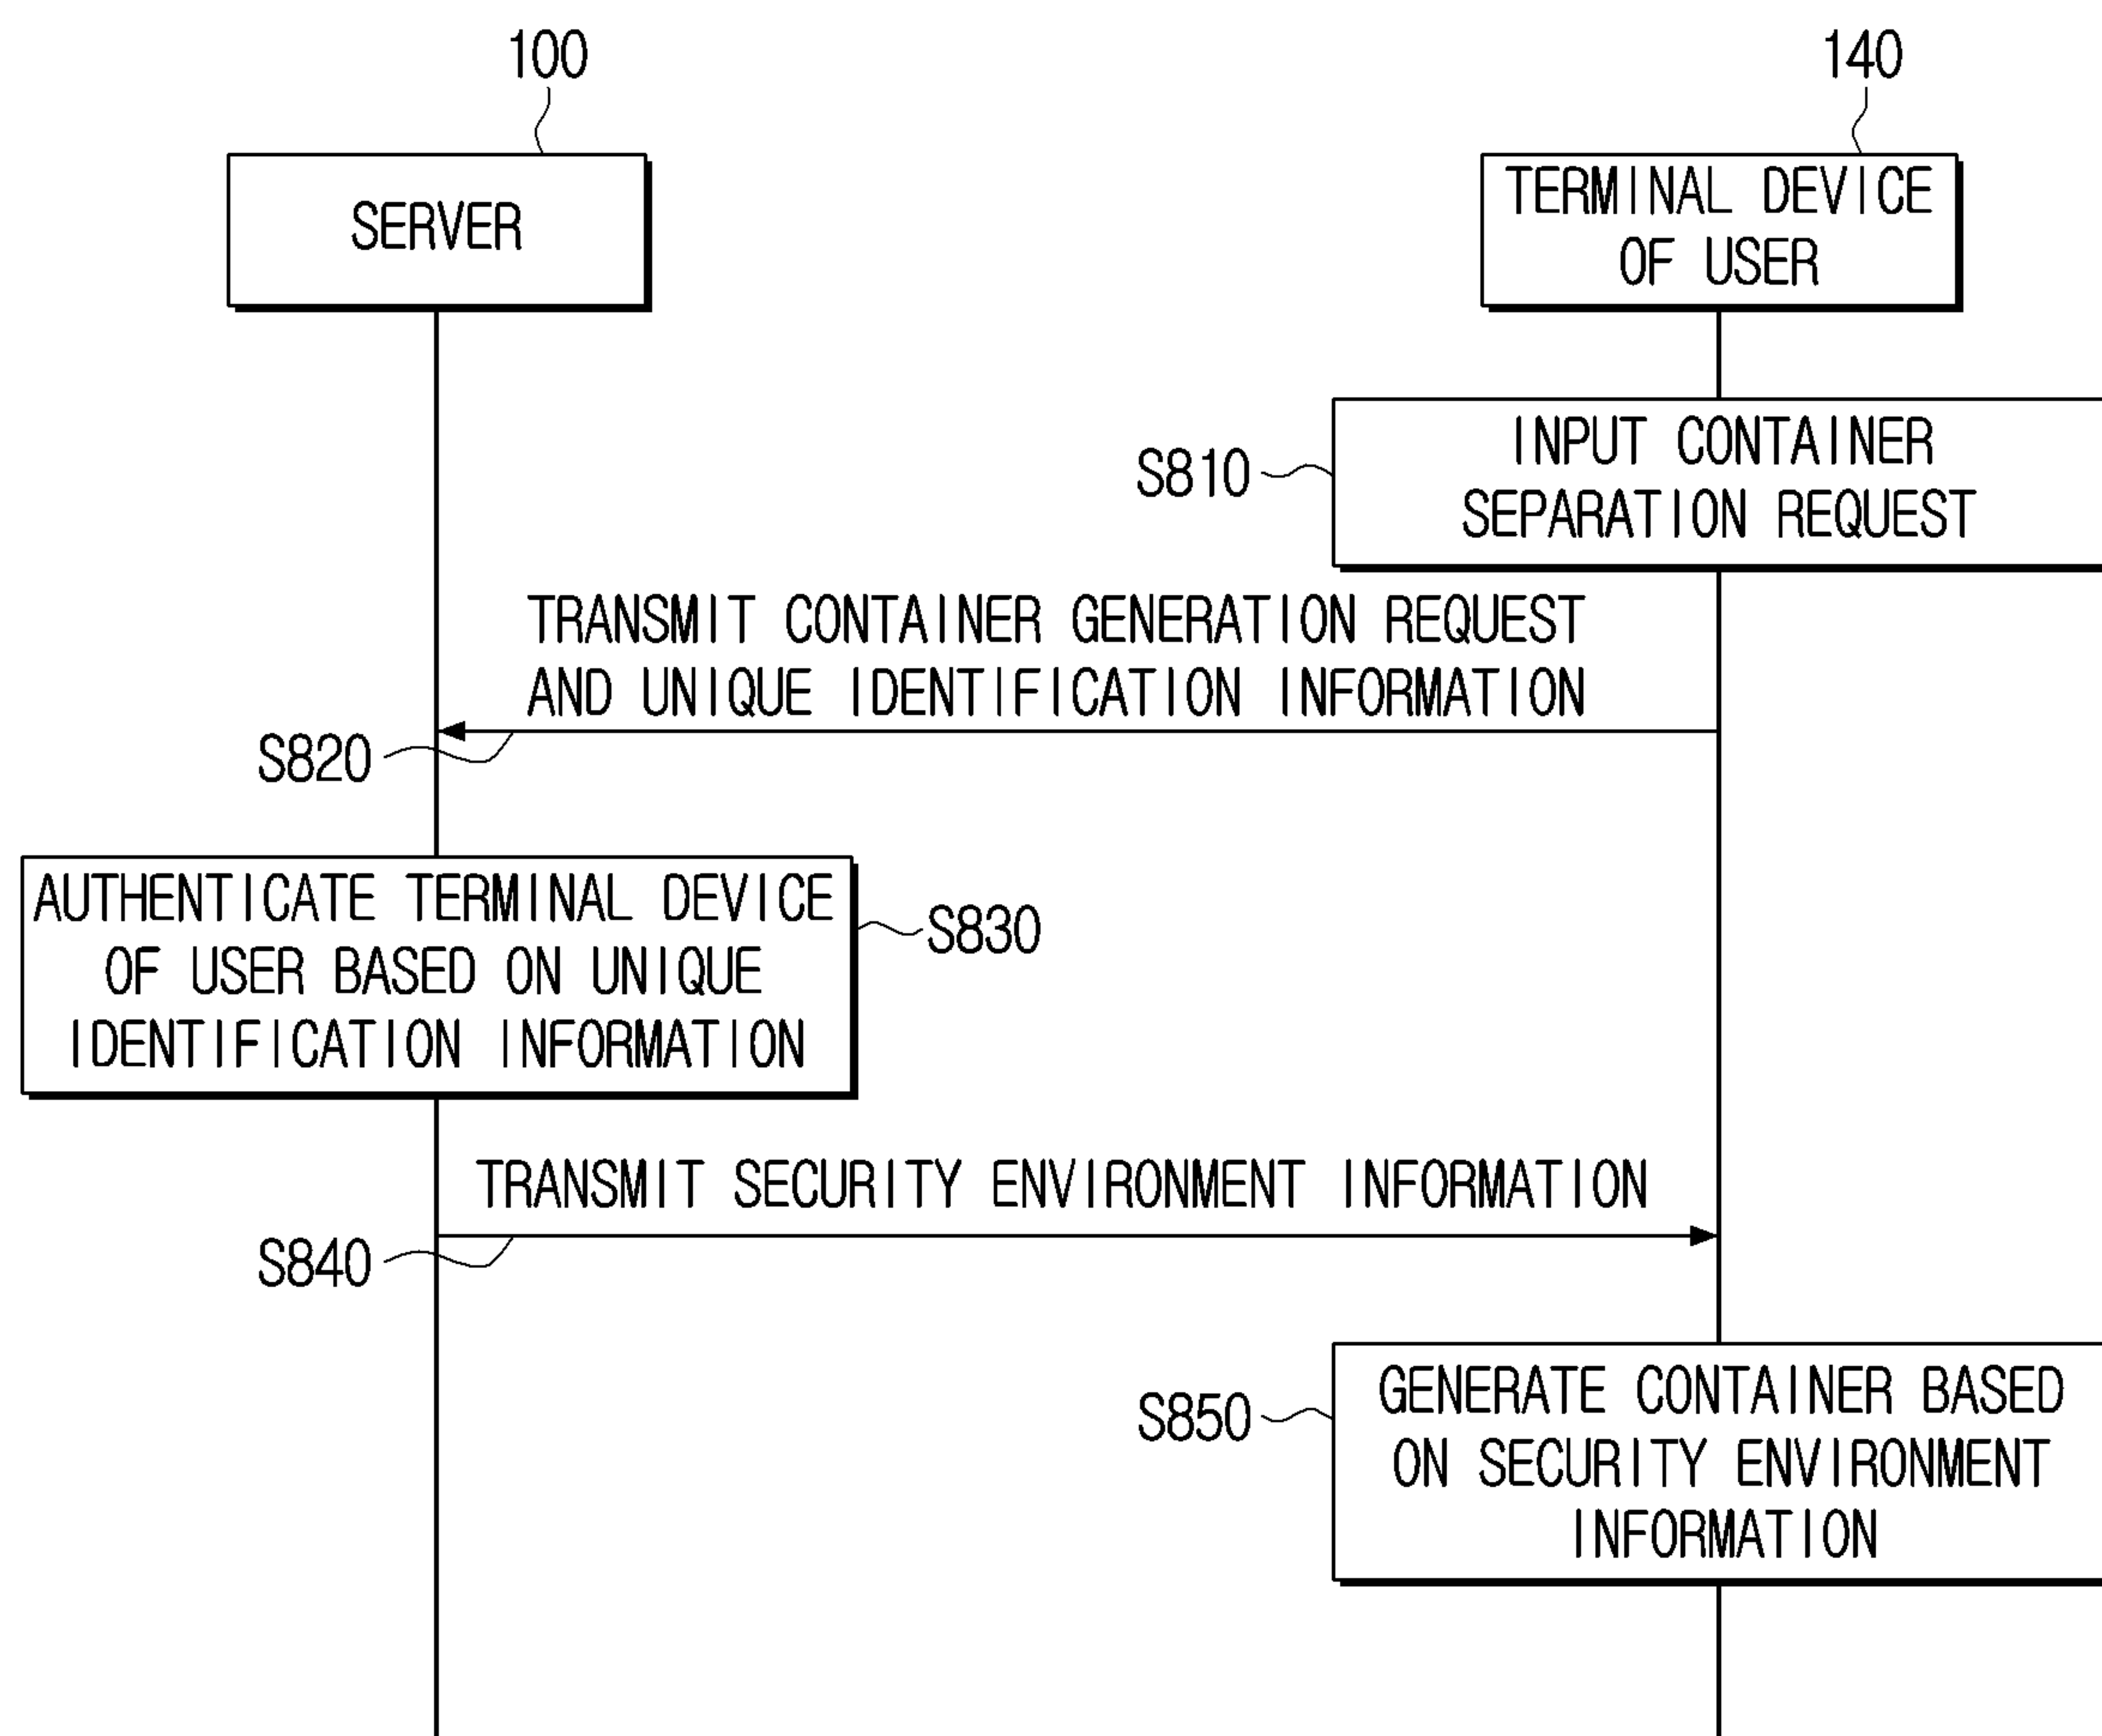 100
140
SERVER
TERMINAL DEVICE
OF USER
S810
INPUT CONTAINER
SEPARATION REQUEST
TRANSMIT CONTAINER GENERATION REQUEST
AND UNIQUE IDENTIFICATION INFORMATION
S820
AUTHENTICATE TERMINAL DEVICE
OF USER BASED ON UNIQUE
IDENTIFICATION INFORMATION
S830
TRANSMIT SECURITY ENVIRONMENT INFORMATION
S840
S850
GENERATE CONTAINER BASED
ON SECURITY ENVIRONMENT
INFORMATION